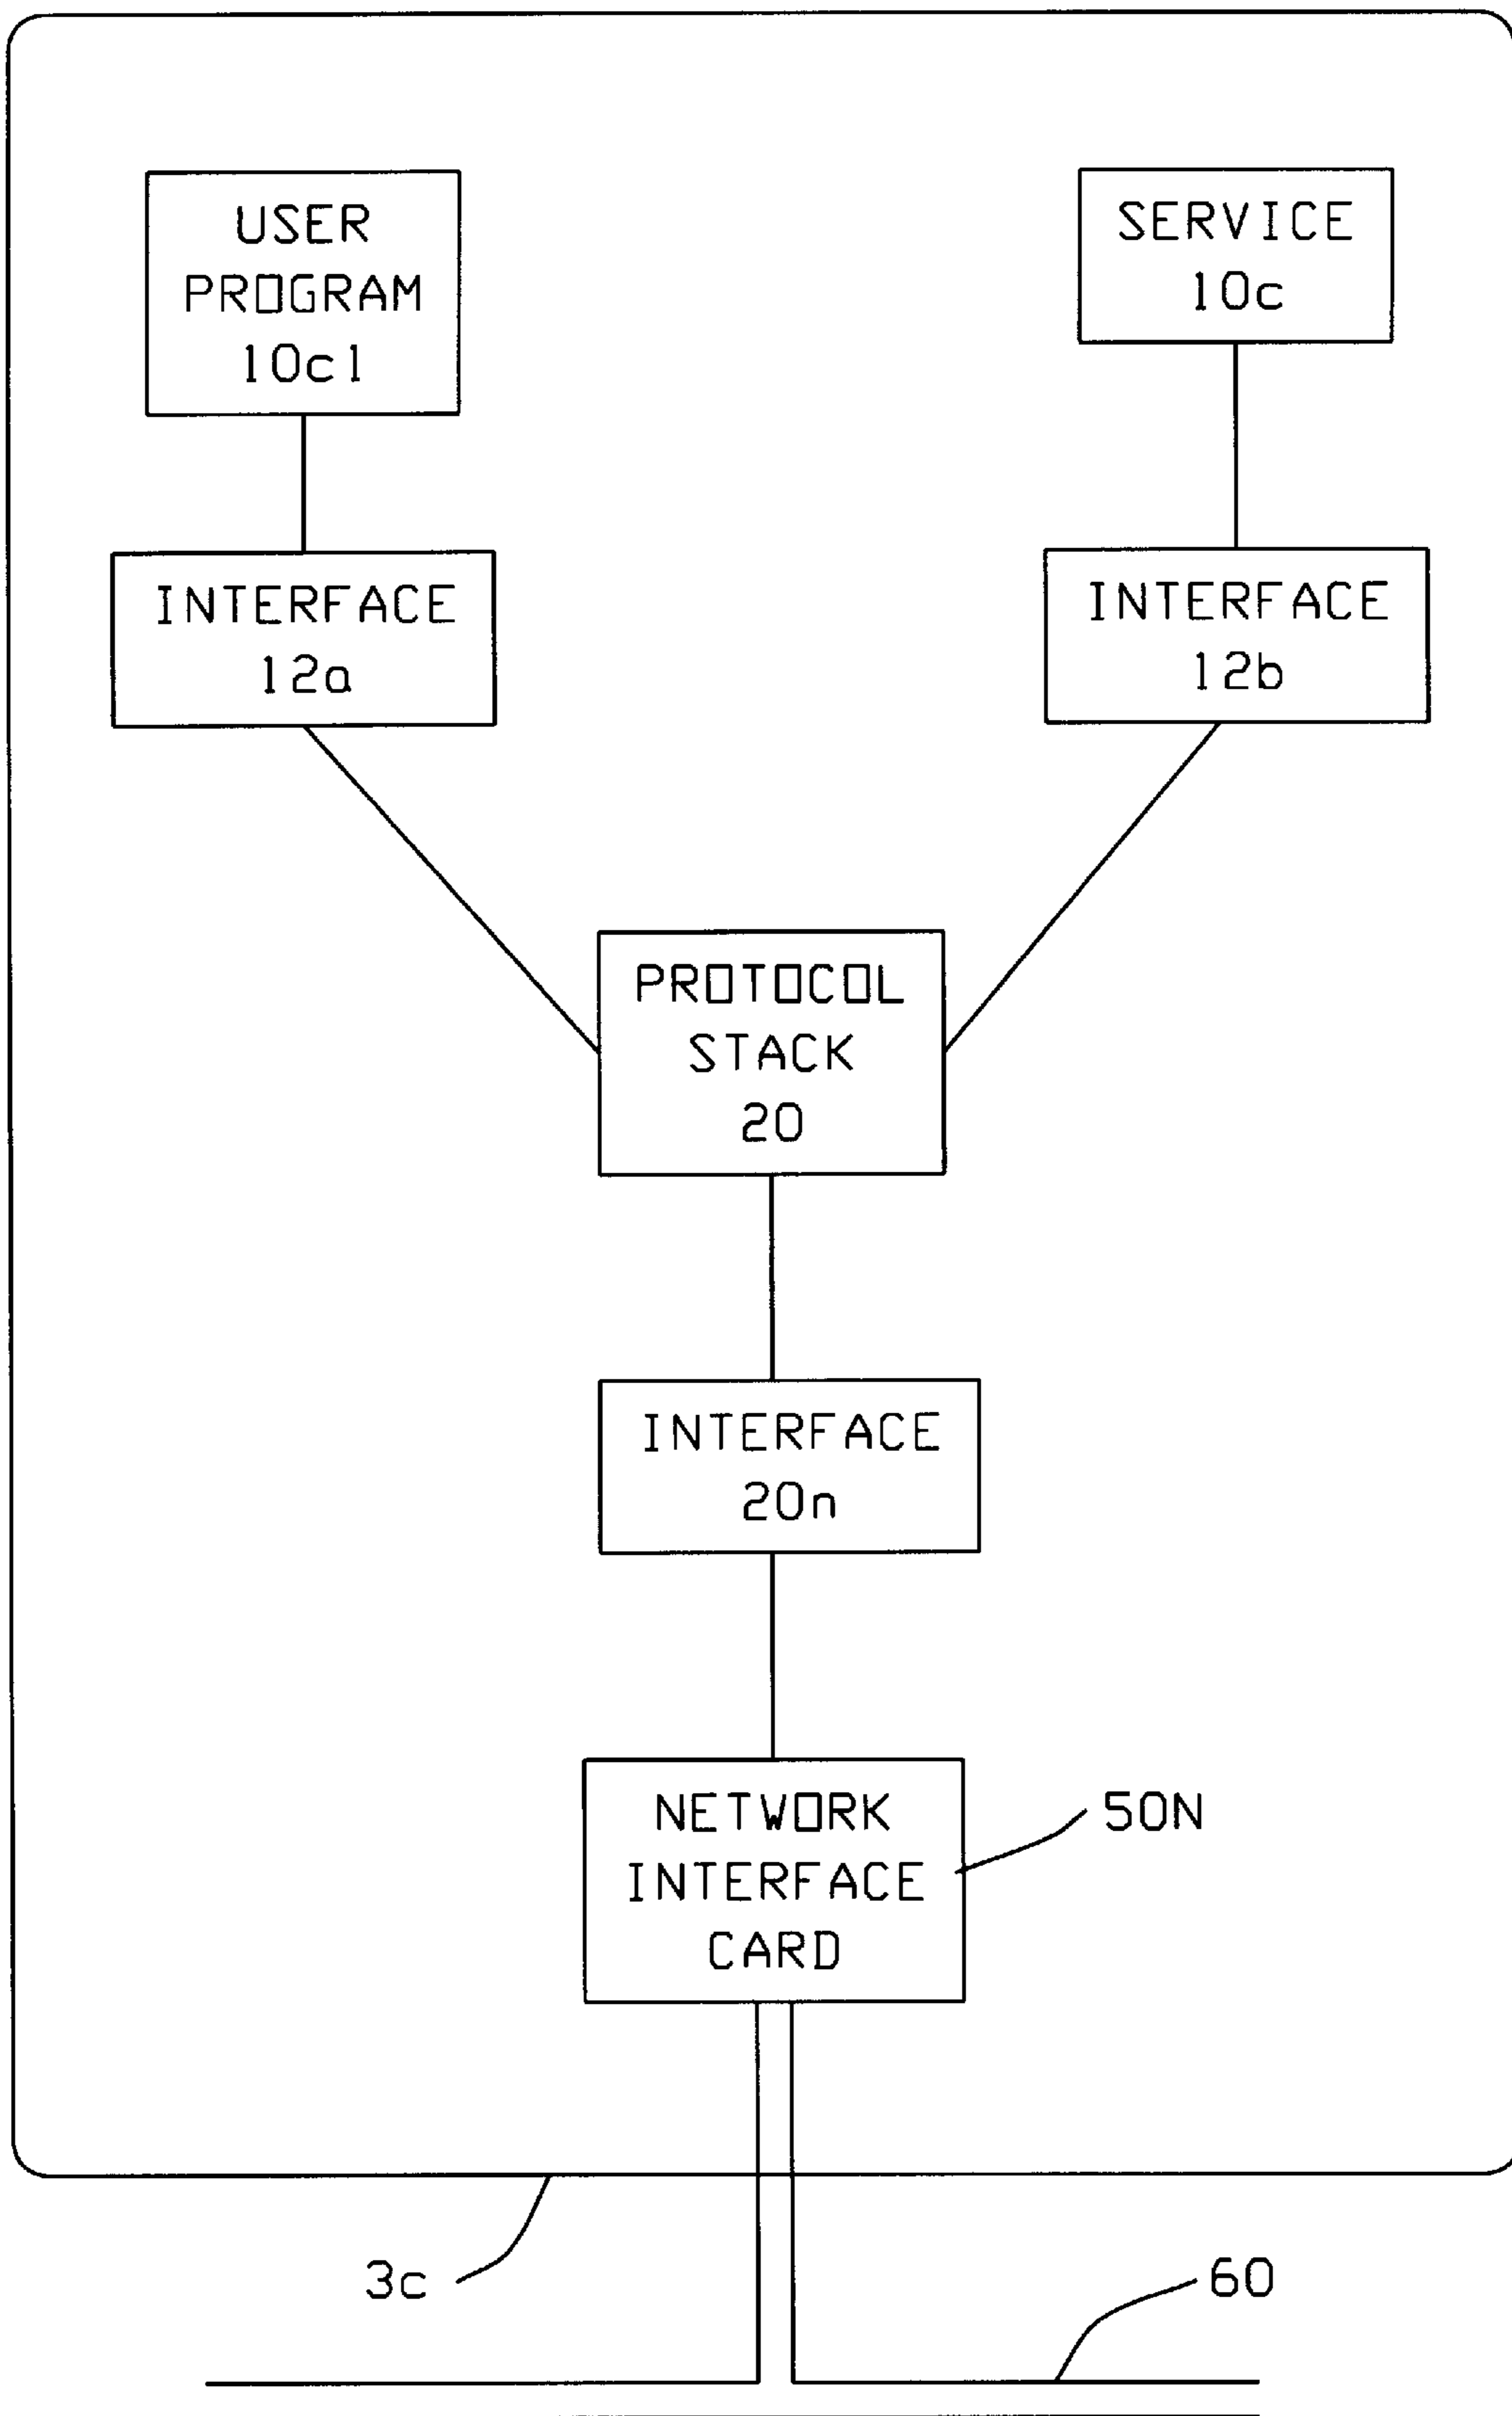 USER
PROGRAM
10c1
SERVICE
10c
INTERFACE
12a
INTERFACE
12b
PROTOCOL
STACK
20
INTERFACE
20n
NETWORK
INTERFACE
CARD
50N
3c
60